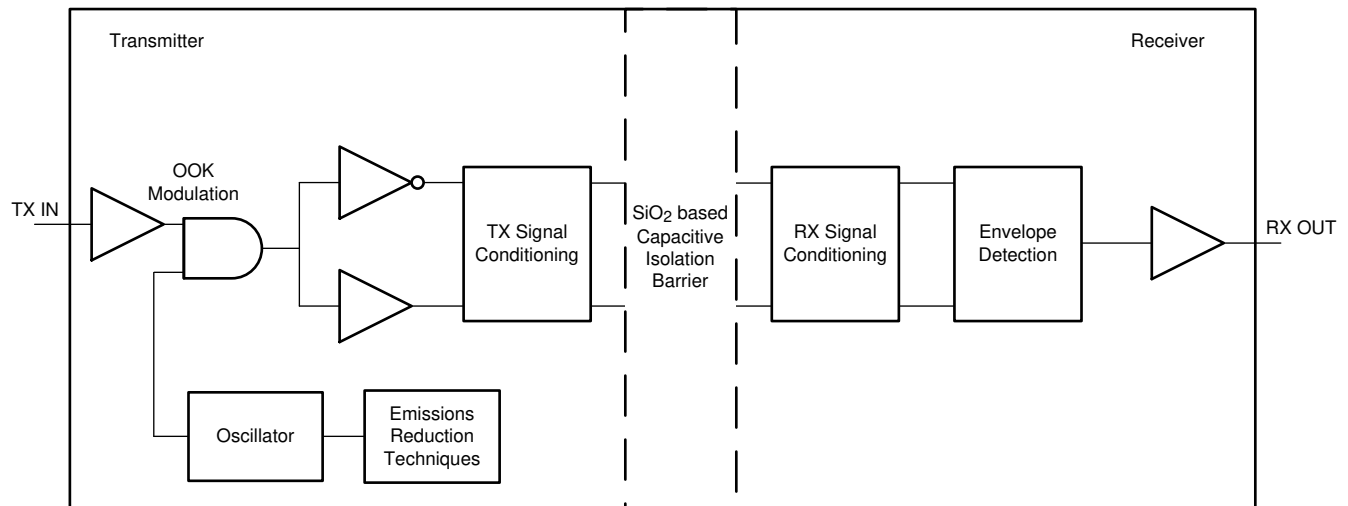 Transmitter
Receiver
OOK
Modulation
TX IN
TX Signal
Conditioning
SiO2 based
Capacitive
Isolation
Barrier
RX Signal
Conditioning
Envelope
Detection
RX OUT
Oscillator
Emissions
Reduction
Techniques